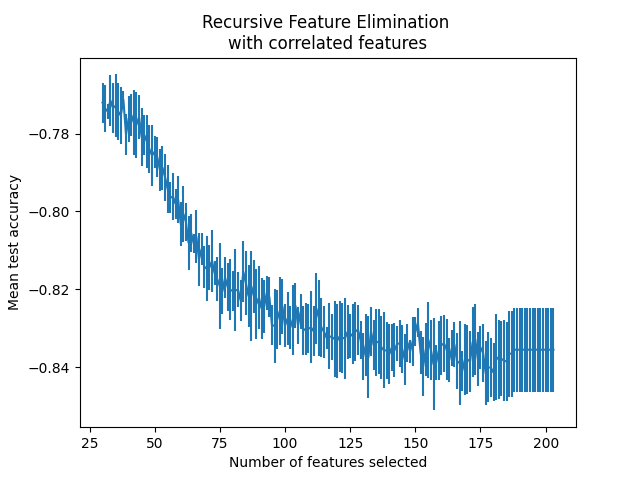 Recursive Feature Elimination
with correlated features
Mean test accuracy
−0.78
−0.80
−0.82
−0.84
25 50 75 100 125 150 175 200
Number of features selected